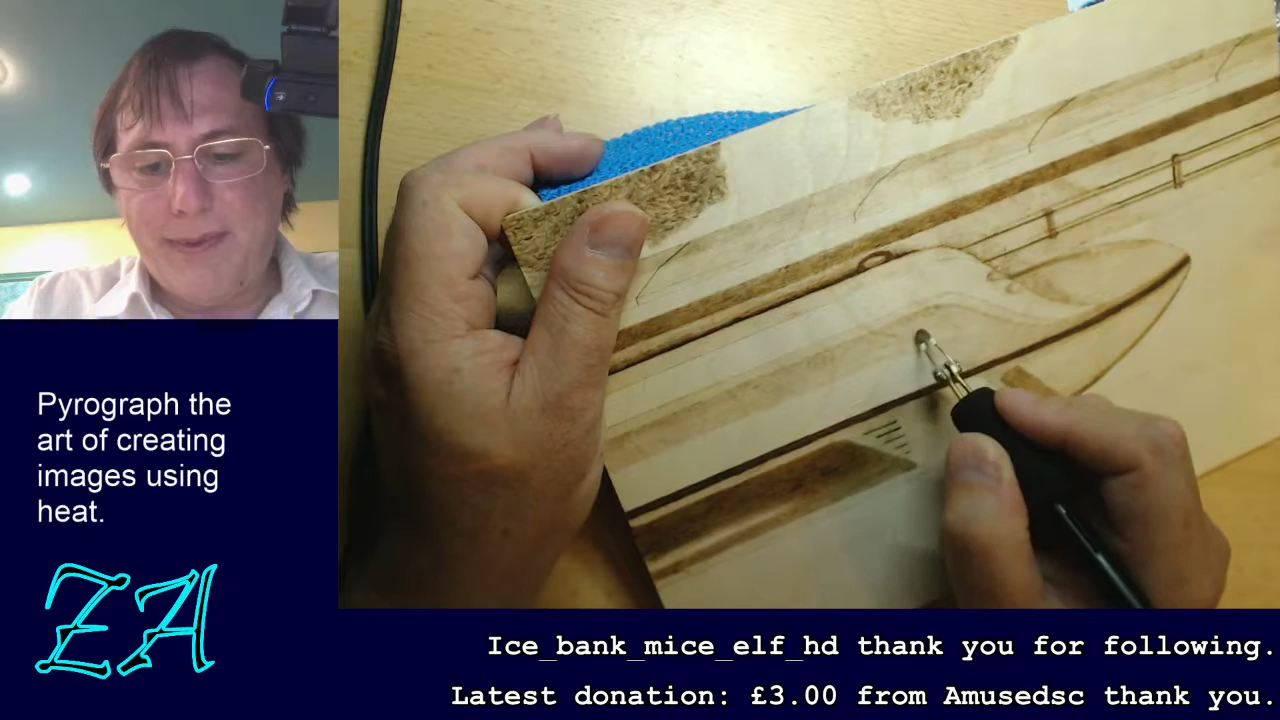 Pyrograph the
art of creating
images using
heat.
ZA
Ice_bank_mice_elf_hd thank you for following.
Latest donation: £3.00 from Amusedsc thank you.